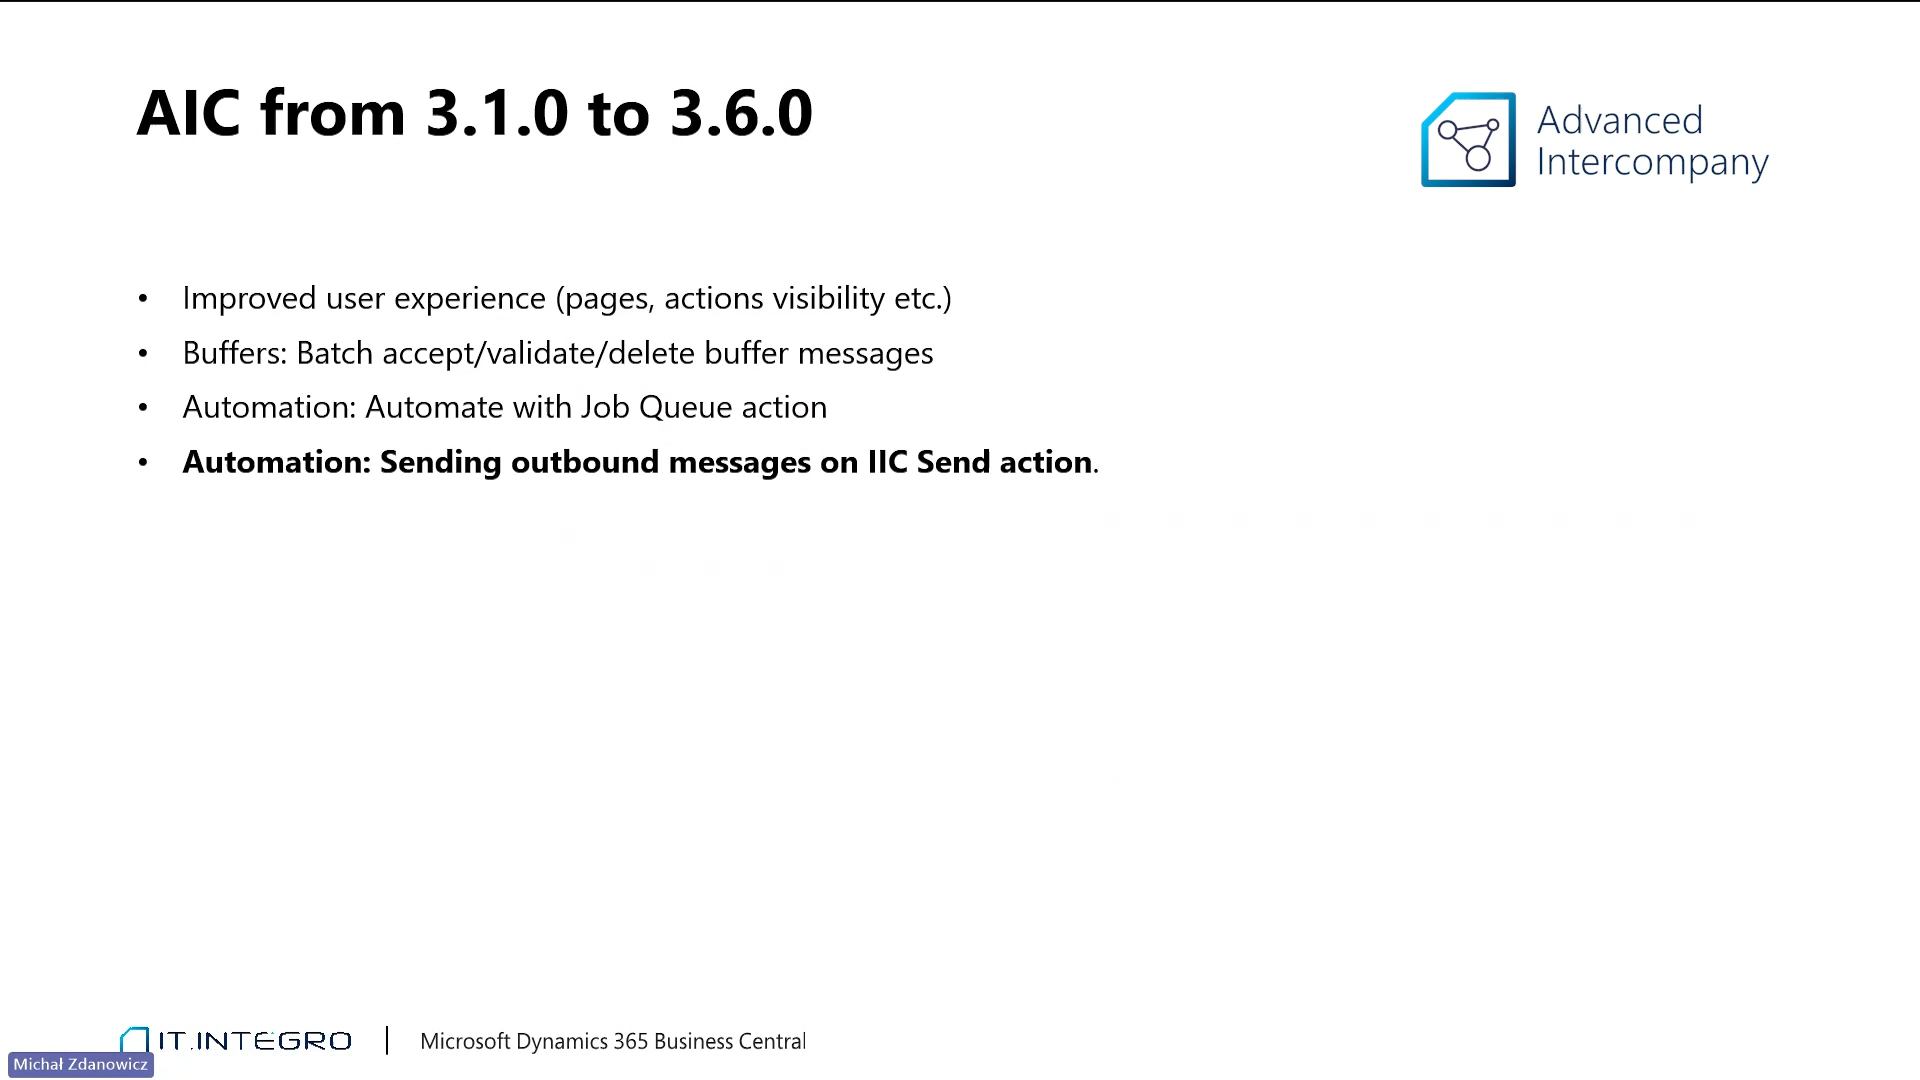 AIC from 3.1.0 to 3.6.0
Advanced
Intercompany
• Improved user experience (pages, actions visibility etc.)
• Buffers: Batch accept/validate/delete buffer messages
• Automation: Automate with Job Queue action
• Automation: Sending outbound messages on IIC Send action.
IT.INTEGRO
Microsoft Dynamics 365 Business Central
Michał Zdanowicz